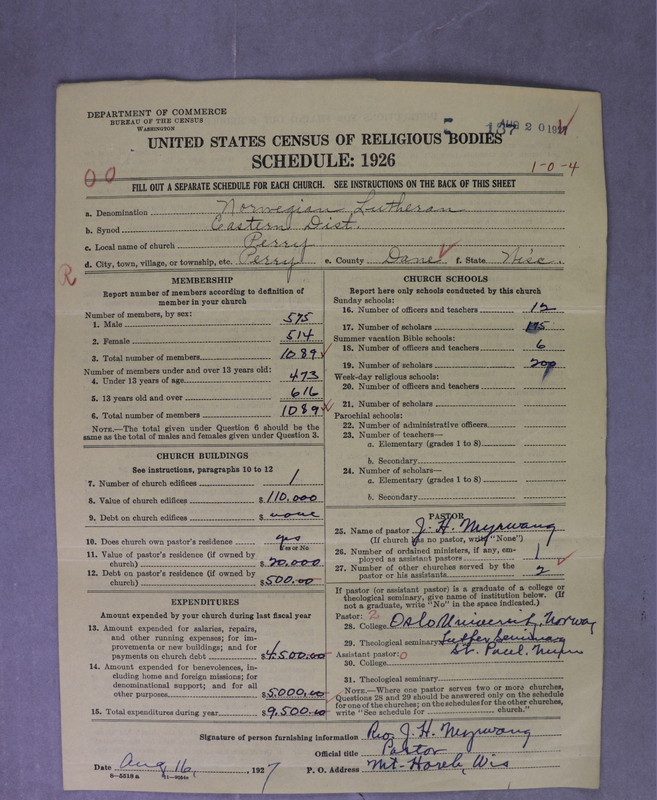 DEPARTMENT OF COMMERCE
BUREAU OF THE CENSUS
WASHINGTON
AUG 20 1927
UNITED STATES CENSUS OF RELIGIOUS BODIES
SCHEDULE: 1926
1-0-4
00
FILL OUT A SEPARATE SCHEDULE FOR EACH CHURCH. SEE INSTRUCTIONS ON THE BACK OF THIS SHEET
a. Denomination Norwegian Lutheran
b. Synod Eastern Dist.
c. Local name of church Perry
d. City, town, village, or township, etc. Perry e. County Dane f. State Wisc.
R
MEMBERSHIP
Report number of members according to definition of
member in your church
Number of members, by sex:
1. Male 575
2. Female 514
3. Total number of members 1089
Number of members under and over 13 years old:
4. Under 13 years of age 473
5. 13 years old and over 616
6. Total number of members 1089
NOTE.—The total given under Question 6 should be the
same as the total of males and females given under Question 3.
CHURCH BUILDINGS
See instructions, paragraphs 10 to 12
7. Number of church edifices 1
8. Value of church edifices $110.000
9. Debt on church edifices $ none
10. Does church own pastor's residence yes
Yes or No
11. Value of pastor's residence (if owned by
church) $20.000
12. Debt on pastor's residence (if owned by
church) $500.00
EXPENDITURES
Amount expended by your church during last fiscal year
13. Amount expended for salaries, repairs,
and other running expenses; for im-
provements or new buildings; and for
payments on church debt $4.500.00
14. Amount expended for benevolences,
including home and foreign missions; for
denominational support; and for all
other purposes $5.000.00
15. Total expenditures during year $9.500.00
CHURCH SCHOOLS
Report here only schools conducted by this church
Sunday schools:
16. Number of officers and teachers 12
17. Number of scholars 175
Summer vacation Bible schools:
18. Number of officers and teachers 6
19. Number of scholars 200
Week-day religious schools:
20. Number of officers and teachers
21. Number of scholars
Parochial schools:
22. Number of administrative officers
23. Number of teachers—
a. Elementary (grades 1 to 8)
b. Secondary
24. Number of scholars—
a. Elementary (grades 1 to 8)
b. Secondary
PASTOR
25. Name of pastor J. H. Myrwang
(If church has no pastor, write "None")
26. Number of ordained ministers, if any, em-
ployed as assistant pastors 1
27. Number of other churches served by the
pastor or his assistants 2
If pastor (or assistant pastor) is a graduate of a college or
theological seminary, give name of institution below. (If
not a graduate, write "No" in the space indicated.)
Pastor: 2
28. College Oslo University, Norway
29. Theological seminary Luther Seminary
St. Paul, Minn
Assistant pastor: 0
30. College
31. Theological seminary
NOTE.—Where one pastor serves two or more churches,
Questions 28 and 29 should be answered only on the schedule
for one of the churches; on the schedules for the other churches,
write "See schedule for church."
Signature of person furnishing information Rev. J. H. Myrwang
Official title Pastor
Date Aug 16, , 1927 P. O. Address Mt. Horeb, Wis
8-5518a